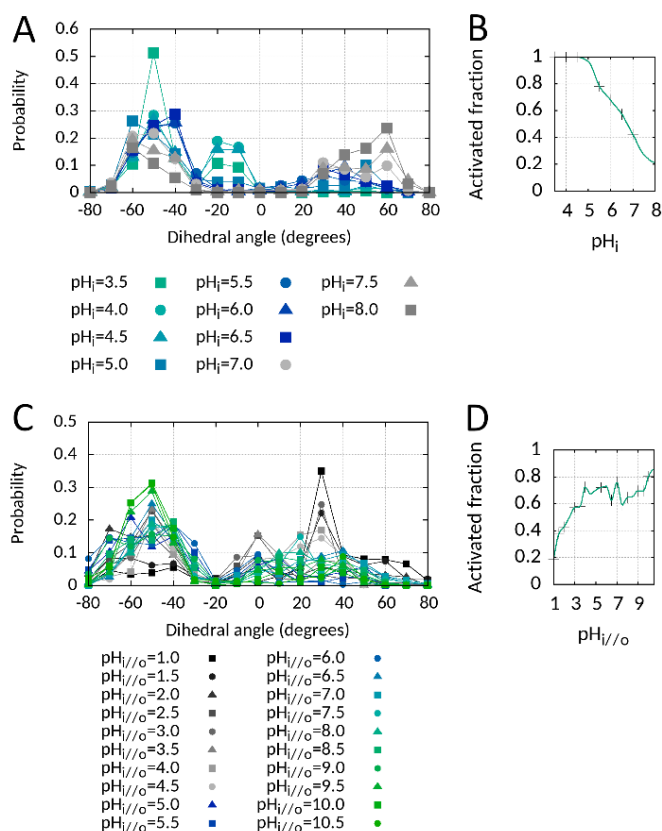 A
Probability
0.6
0.5
0.4
0.3
0.2
0.1
0
-80 -60 -40 -20 0 20 40 60 80
Dihedral angle (degrees)
B
Activated fraction
1
0.8
0.6
0.4
0.2
0
4 5 6 7 8
pHi
pHi=3.5 pHi=5.5 pHi=7.5
pHi=4.0 pHi=6.0 pHi=8.0
pHi=4.5 pHi=6.5
pHi=5.0 pHi=7.0
C
Probability
0.5
0.4
0.3
0.2
0.1
0
-80 -60 -40 -20 0 20 40 60 80
Dihedral angle (degrees)
D
Activated fraction
1
0.8
0.6
0.4
0.2
0
1 3 5 7 9
pHi//o
pHi//o=1.0 pHi//o=6.0
pHi//o=1.5 pHi//o=6.5
pHi//o=2.0 pHi//o=7.0
pHi//o=2.5 pHi//o=7.5
pHi//o=3.0 pHi//o=8.0
pHi//o=3.5 pHi//o=8.5
pHi//o=4.0 pHi//o=9.0
pHi//o=4.5 pHi//o=9.5
pHi//o=5.0 pHi//o=10.0
pHi//o=5.5 pHi//o=10.5